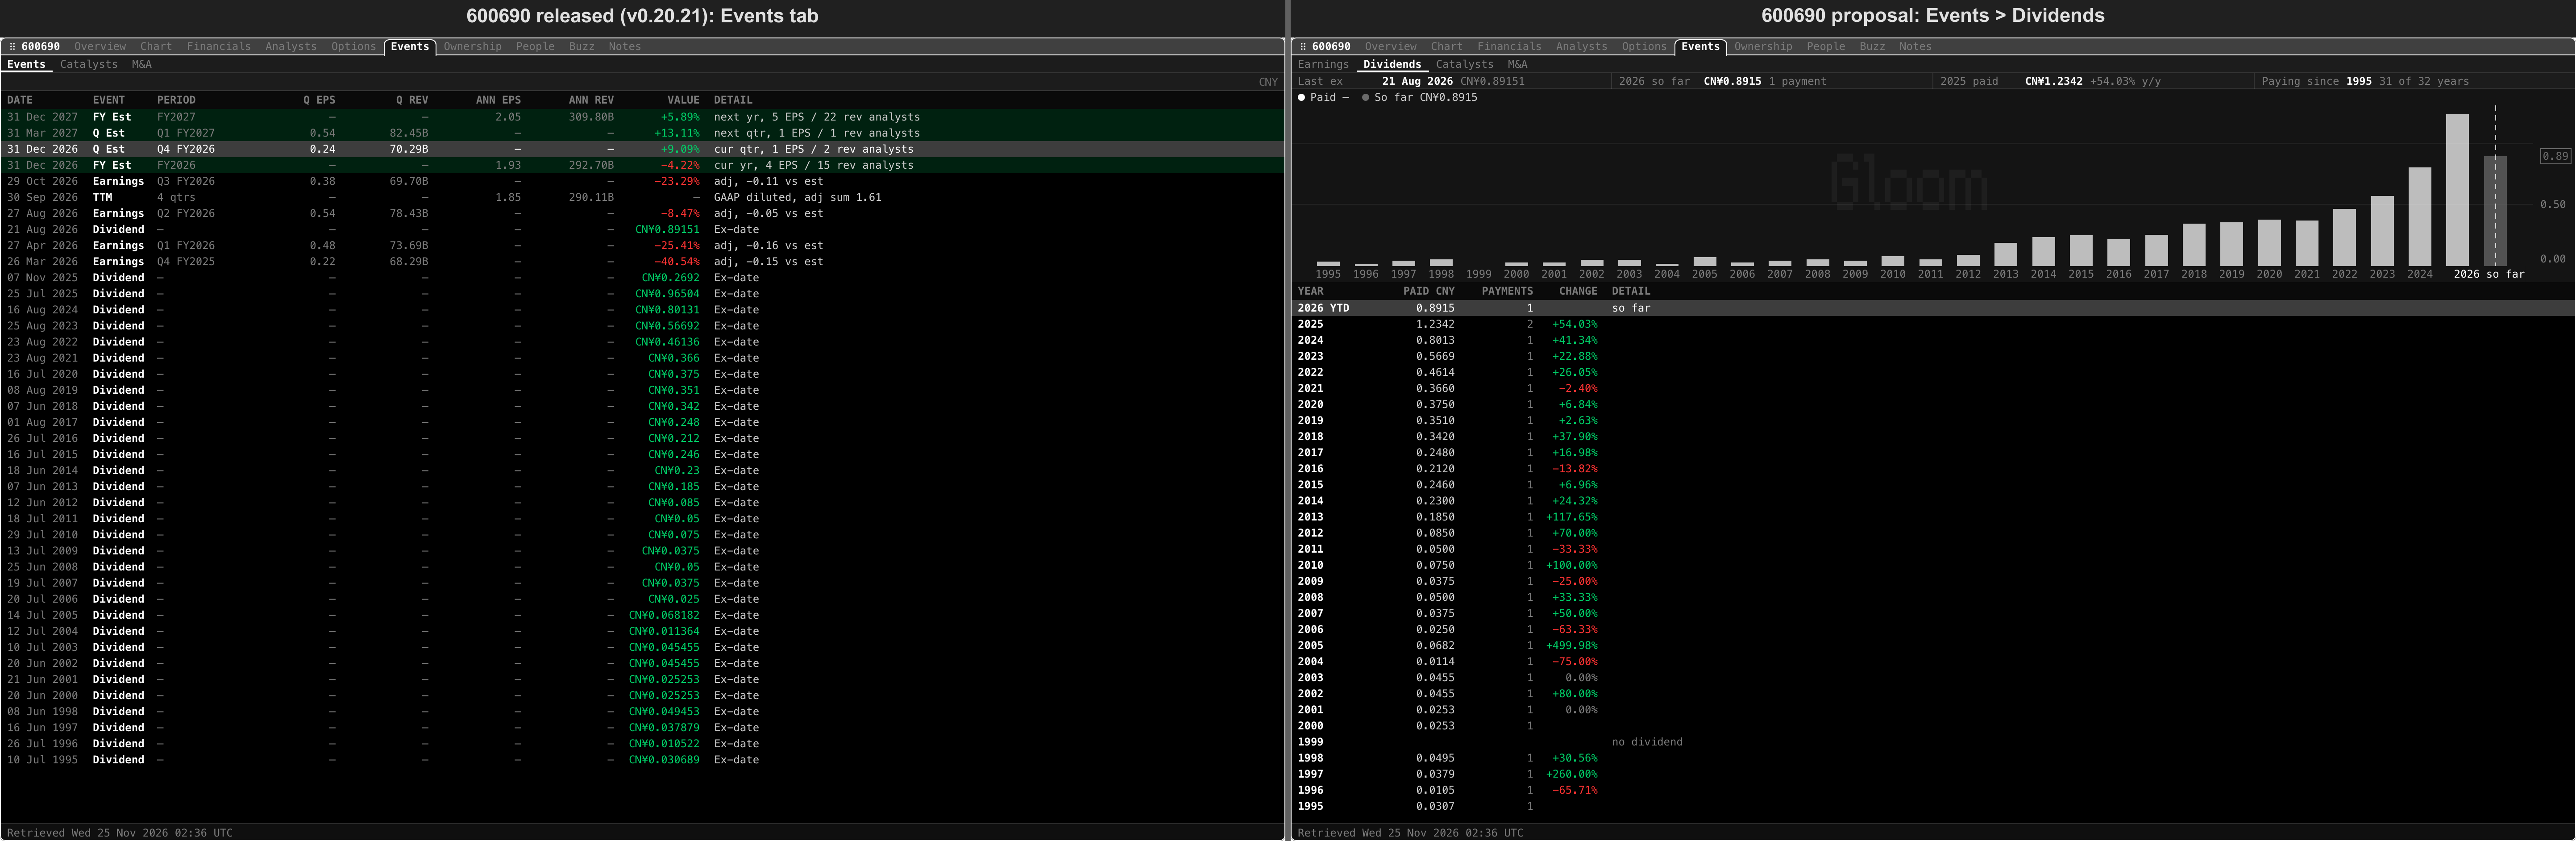 600690 released (v0.20.21): Events tab
⠿ 600690 Overview Chart Financials Analysts Options Events Ownership People Buzz Notes
Events Catalysts M&A
CNY
DATE EVENT PERIOD Q EPS Q REV ANN EPS ANN REV VALUE DETAIL
31 Dec 2027 FY Est FY2027 — — 2.05 309.80B +5.89% next yr, 5 EPS / 22 rev analysts
31 Mar 2027 Q Est Q1 FY2027 0.54 82.45B — — +13.11% next qtr, 1 EPS / 1 rev analysts
31 Dec 2026 Q Est Q4 FY2026 0.24 70.29B — — +9.09% cur qtr, 1 EPS / 2 rev analysts
31 Dec 2026 FY Est FY2026 — — 1.93 292.70B −4.22% cur yr, 4 EPS / 15 rev analysts
29 Oct 2026 Earnings Q3 FY2026 0.38 69.70B — — −23.29% adj, −0.11 vs est
30 Sep 2026 TTM 4 qtrs — — 1.85 290.11B — GAAP diluted, adj sum 1.61
27 Aug 2026 Earnings Q2 FY2026 0.54 78.43B — — −8.47% adj, −0.05 vs est
21 Aug 2026 Dividend — — — — — CN¥0.89151 Ex-date
27 Apr 2026 Earnings Q1 FY2026 0.48 73.69B — — −25.41% adj, −0.16 vs est
26 Mar 2026 Earnings Q4 FY2025 0.22 68.29B — — −40.54% adj, −0.15 vs est
07 Nov 2025 Dividend — — — — — CN¥0.2692 Ex-date
25 Jul 2025 Dividend — — — — — CN¥0.96504 Ex-date
16 Aug 2024 Dividend — — — — — CN¥0.80131 Ex-date
25 Aug 2023 Dividend — — — — — CN¥0.56692 Ex-date
23 Aug 2022 Dividend — — — — — CN¥0.46136 Ex-date
23 Aug 2021 Dividend — — — — — CN¥0.366 Ex-date
16 Jul 2020 Dividend — — — — — CN¥0.375 Ex-date
08 Aug 2019 Dividend — — — — — CN¥0.351 Ex-date
07 Jun 2018 Dividend — — — — — CN¥0.342 Ex-date
01 Aug 2017 Dividend — — — — — CN¥0.248 Ex-date
26 Jul 2016 Dividend — — — — — CN¥0.212 Ex-date
16 Jul 2015 Dividend — — — — — CN¥0.246 Ex-date
18 Jun 2014 Dividend — — — — — CN¥0.23 Ex-date
07 Jun 2013 Dividend — — — — — CN¥0.185 Ex-date
12 Jun 2012 Dividend — — — — — CN¥0.085 Ex-date
18 Jul 2011 Dividend — — — — — CN¥0.05 Ex-date
29 Jul 2010 Dividend — — — — — CN¥0.075 Ex-date
13 Jul 2009 Dividend — — — — — CN¥0.0375 Ex-date
25 Jun 2008 Dividend — — — — — CN¥0.05 Ex-date
19 Jul 2007 Dividend — — — — — CN¥0.0375 Ex-date
20 Jul 2006 Dividend — — — — — CN¥0.025 Ex-date
14 Jul 2005 Dividend — — — — — CN¥0.068182 Ex-date
12 Jul 2004 Dividend — — — — — CN¥0.011364 Ex-date
10 Jul 2003 Dividend — — — — — CN¥0.045455 Ex-date
20 Jun 2002 Dividend — — — — — CN¥0.045455 Ex-date
21 Jun 2001 Dividend — — — — — CN¥0.025253 Ex-date
20 Jun 2000 Dividend — — — — — CN¥0.025253 Ex-date
08 Jun 1998 Dividend — — — — — CN¥0.049453 Ex-date
16 Jun 1997 Dividend — — — — — CN¥0.037879 Ex-date
26 Jul 1996 Dividend — — — — — CN¥0.010522 Ex-date
10 Jul 1995 Dividend — — — — — CN¥0.030689 Ex-date
Retrieved Wed 25 Nov 2026 02:36 UTC
600690 proposal: Events > Dividends
⠿ 600690 Overview Chart Financials Analysts Options Events Ownership People Buzz Notes
Earnings Dividends Catalysts M&A
Last ex 21 Aug 2026 CN¥0.89151 2026 so far CN¥0.8915 1 payment 2025 paid CN¥1.2342 +54.03% y/y Paying since 1995 31 of 32 years
● Paid — ● So far CN¥0.8915
Gloom
0.89
0.50
0.00
1995 1996 1997 1998 1999 2000 2001 2002 2003 2004 2005 2006 2007 2008 2009 2010 2011 2012 2013 2014 2015 2016 2017 2018 2019 2020 2021 2022 2023 2024 2026 so far
YEAR PAID CNY PAYMENTS CHANGE DETAIL
2026 YTD 0.8915 1 so far
2025 1.2342 2 +54.03%
2024 0.8013 1 +41.34%
2023 0.5669 1 +22.88%
2022 0.4614 1 +26.05%
2021 0.3660 1 −2.40%
2020 0.3750 1 +6.84%
2019 0.3510 1 +2.63%
2018 0.3420 1 +37.90%
2017 0.2480 1 +16.98%
2016 0.2120 1 −13.82%
2015 0.2460 1 +6.96%
2014 0.2300 1 +24.32%
2013 0.1850 1 +117.65%
2012 0.0850 1 +70.00%
2011 0.0500 1 −33.33%
2010 0.0750 1 +100.00%
2009 0.0375 1 −25.00%
2008 0.0500 1 +33.33%
2007 0.0375 1 +50.00%
2006 0.0250 1 −63.33%
2005 0.0682 1 +499.98%
2004 0.0114 1 −75.00%
2003 0.0455 1 0.00%
2002 0.0455 1 +80.00%
2001 0.0253 1 0.00%
2000 0.0253 1
1999 no dividend
1998 0.0495 1 +30.56%
1997 0.0379 1 +260.00%
1996 0.0105 1 −65.71%
1995 0.0307 1
Retrieved Wed 25 Nov 2026 02:36 UTC